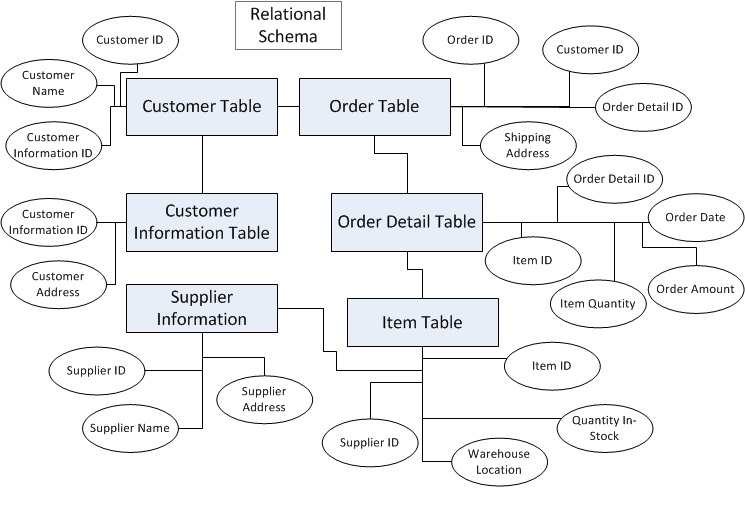 Relational
Schema
Customer ID
Order ID
Customer ID
Customer
Name
Customer Table
Order Table
Order Detail ID
Customer
Information ID
Shipping
Address
Order Detail ID
Customer
Information ID
Customer
Information Table
Order Detail Table
Order Date
Item ID
Customer
Address
Order Amount
Item Quantity
Supplier
Information
Item Table
Supplier ID
Item ID
Supplier
Address
Supplier Name
Quantity In-
Stock
Supplier ID
Warehouse
Location